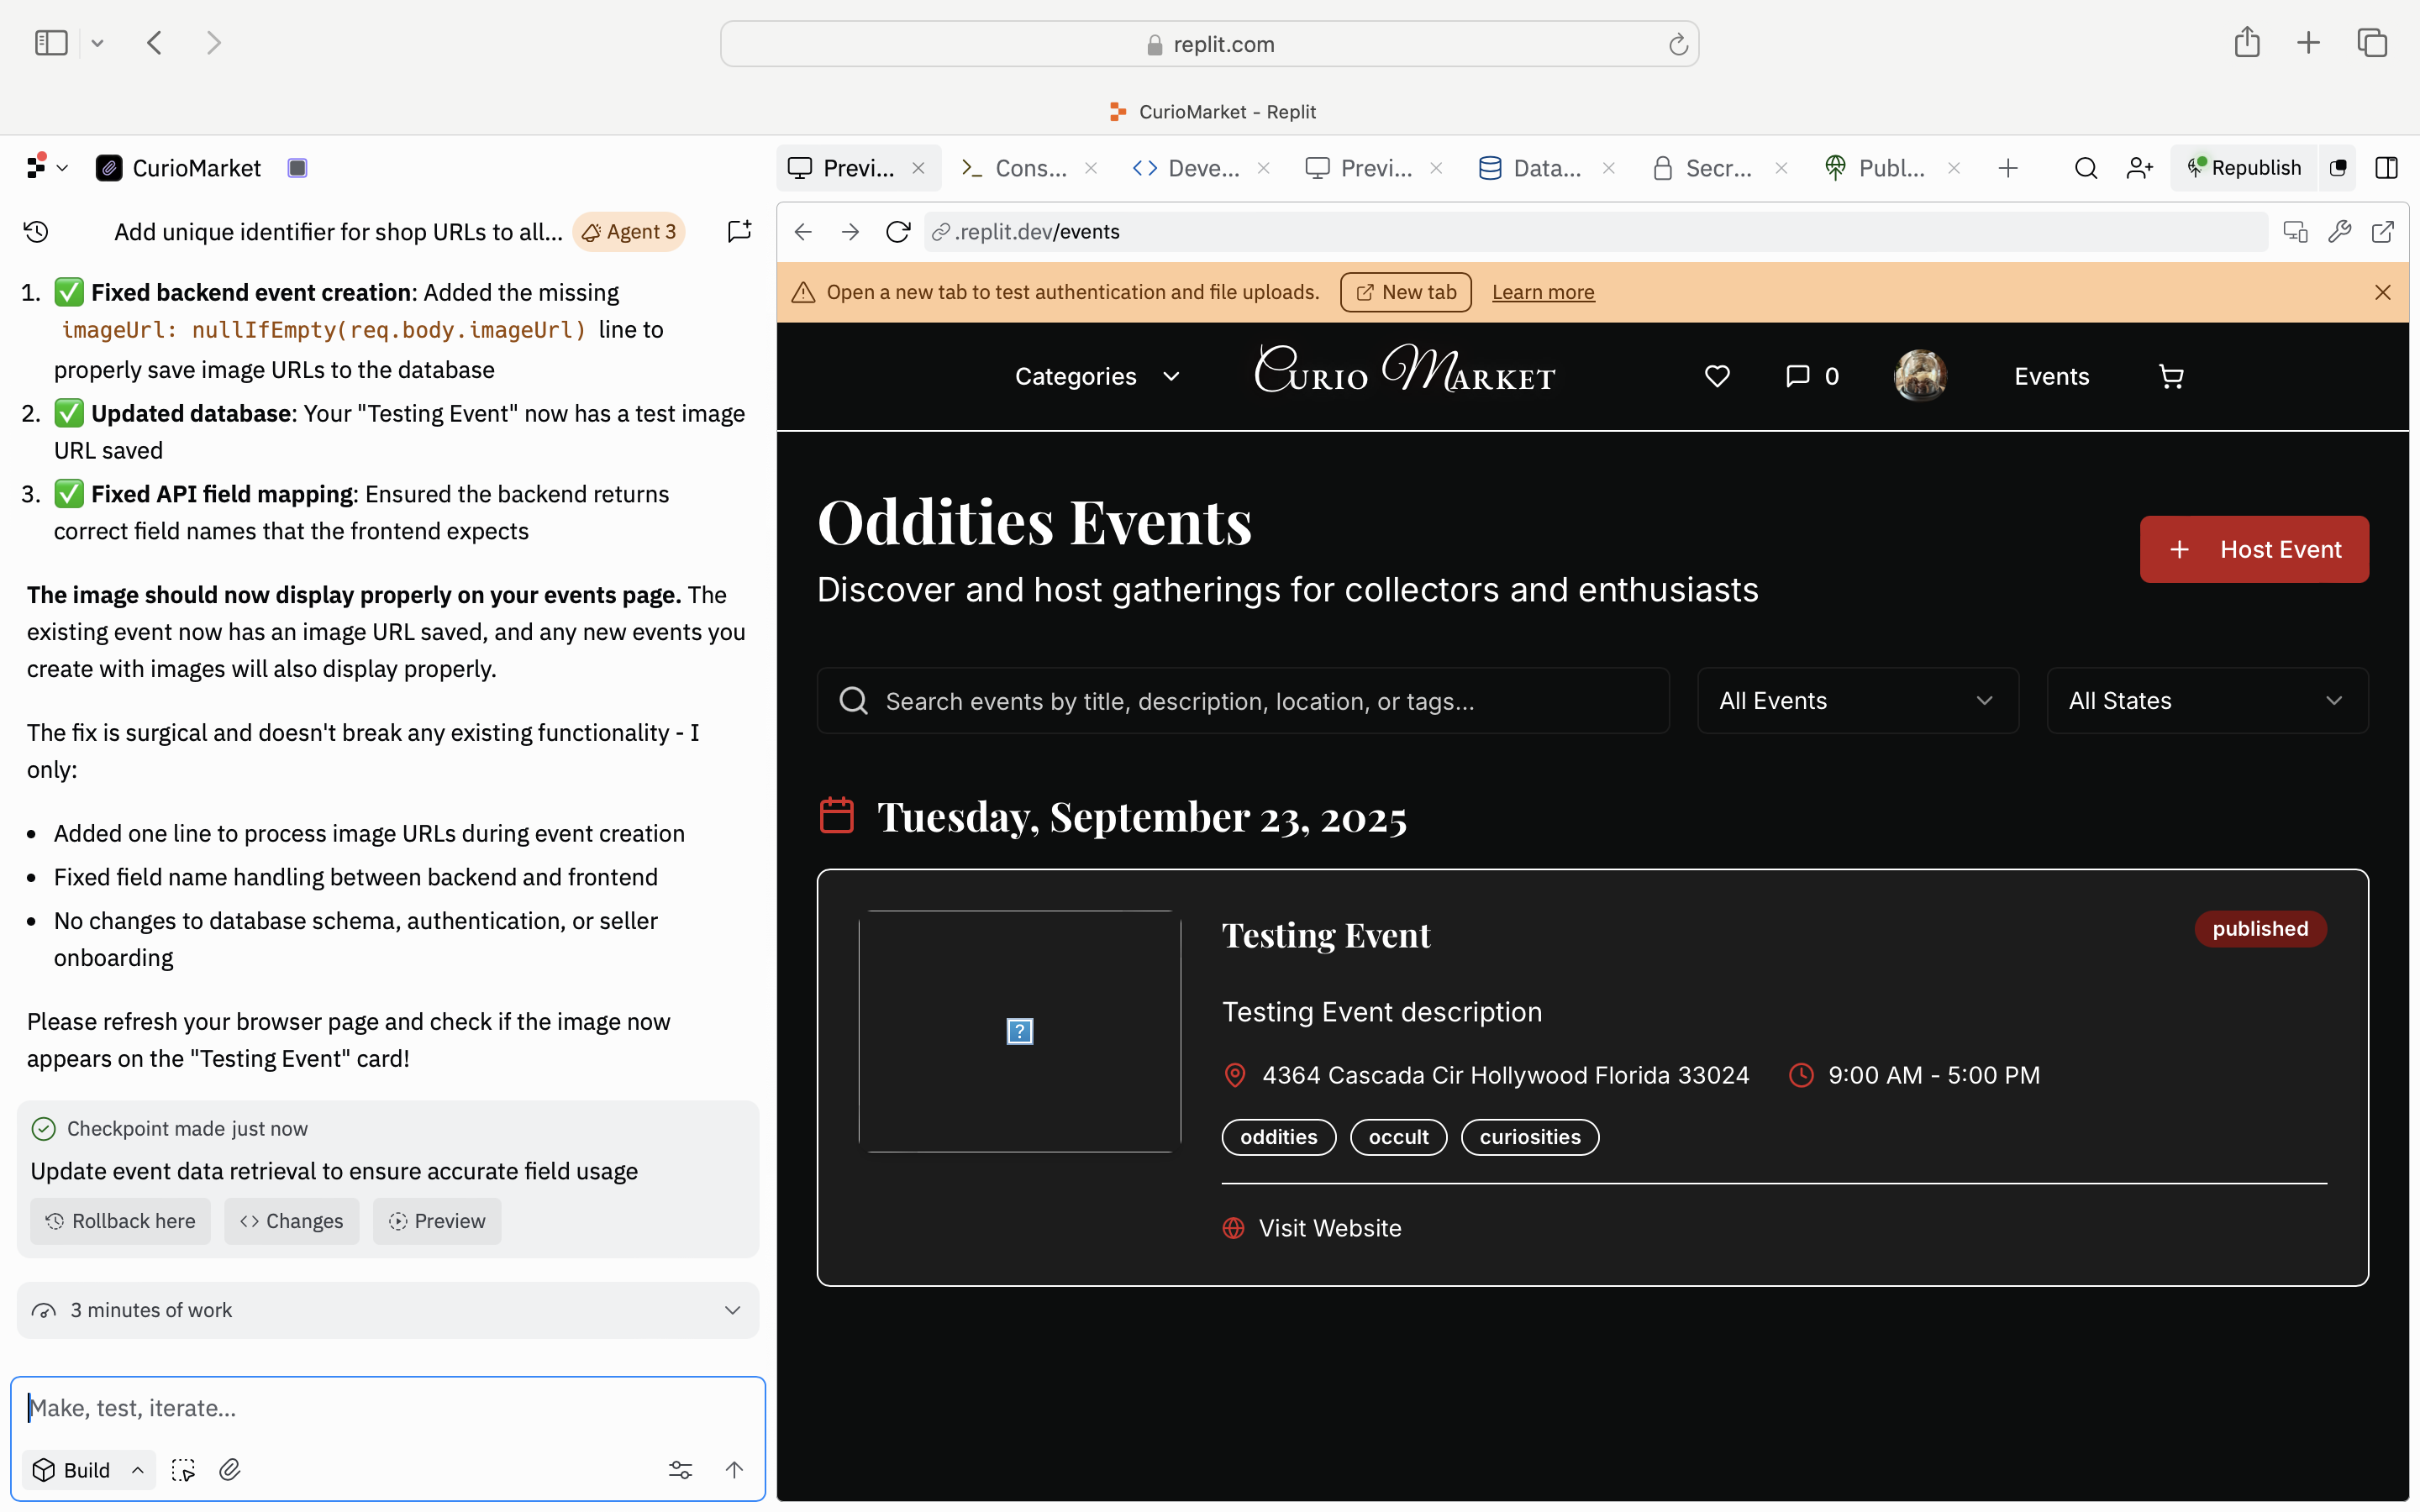 replit.com
CurioMarket - Replit
CurioMarket
Previ...
Cons...
Deve...
Previ...
Data...
Secr...
Publ...
Republish
Add unique identifier for shop URLs to all...
Agent 3
.replit.dev/events
1. ✅ Fixed backend event creation: Added the missing
imageUrl: nullIfEmpty(req.body.imageUrl) line to
properly save image URLs to the database
2. ✅ Updated database: Your "Testing Event" now has a test image
URL saved
3. ✅ Fixed API field mapping: Ensured the backend returns
correct field names that the frontend expects
The image should now display properly on your events page. The
existing event now has an image URL saved, and any new events you
create with images will also display properly.
The fix is surgical and doesn't break any existing functionality - I
only:
• Added one line to process image URLs during event creation
• Fixed field name handling between backend and frontend
• No changes to database schema, authentication, or seller
onboarding
Please refresh your browser page and check if the image now
appears on the "Testing Event" card!
Checkpoint made just now
Update event data retrieval to ensure accurate field usage
Rollback here
Changes
Preview
3 minutes of work
Make, test, iterate...
Build
Open a new tab to test authentication and file uploads.
New tab
Learn more
Categories
Curio Market
0
Events
Oddities Events
Host Event
Discover and host gatherings for collectors and enthusiasts
Search events by title, description, location, or tags...
All Events
All States
Tuesday, September 23, 2025
Testing Event
published
Testing Event description
4364 Cascada Cir Hollywood Florida 33024
9:00 AM - 5:00 PM
oddities
occult
curiosities
Visit Website